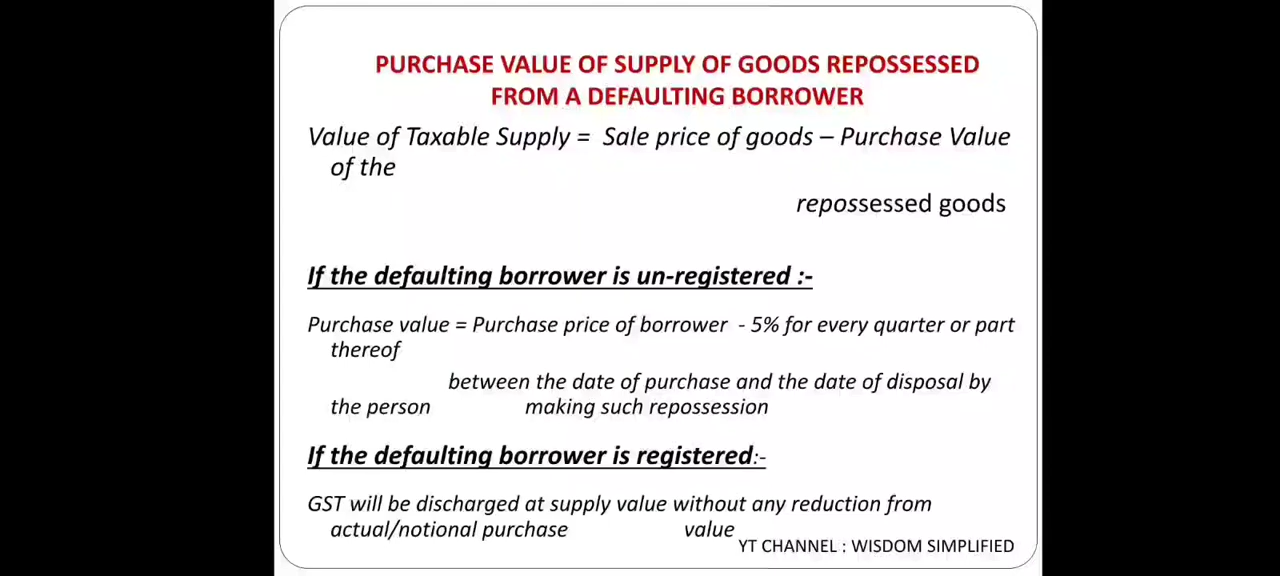 PURCHASE VALUE OF SUPPLY OF GOODS REPOSSESSED
FROM A DEFAULTING BORROWER
Value of Taxable Supply = Sale price of goods – Purchase Value
of the
repossessed goods
If the defaulting borrower is un-registered :-
Purchase value = Purchase price of borrower - 5% for every quarter or part
thereof
between the date of purchase and the date of disposal by
the person making such repossession
If the defaulting borrower is registered:-
GST will be discharged at supply value without any reduction from
actual/notional purchase value
YT CHANNEL : WISDOM SIMPLIFIED